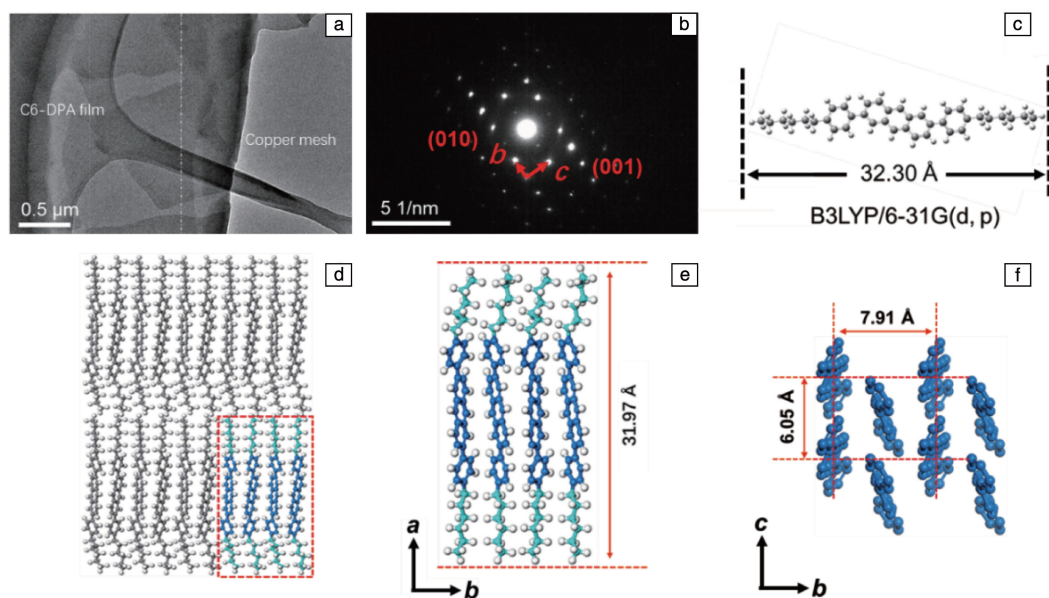 a
C6-DPA film
Copper mesh
0.5 μm
b
(010)
b
c
(001)
5 1/nm
c
32.30 Å
B3LYP/6-31G(d, p)
d
e
31.97 Å
a
b
f
7.91 Å
6.05 Å
c
b